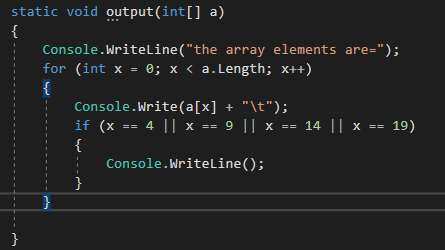 static void output(int[] a)
{
    Console.WriteLine("the array elements are=");
    for (int x = 0; x < a.Length; x++)
    {
        Console.Write(a[x] + "\t");
        if (x == 4 || x == 9 || x == 14 || x == 19)
        {
            Console.WriteLine();
        }
    }
}